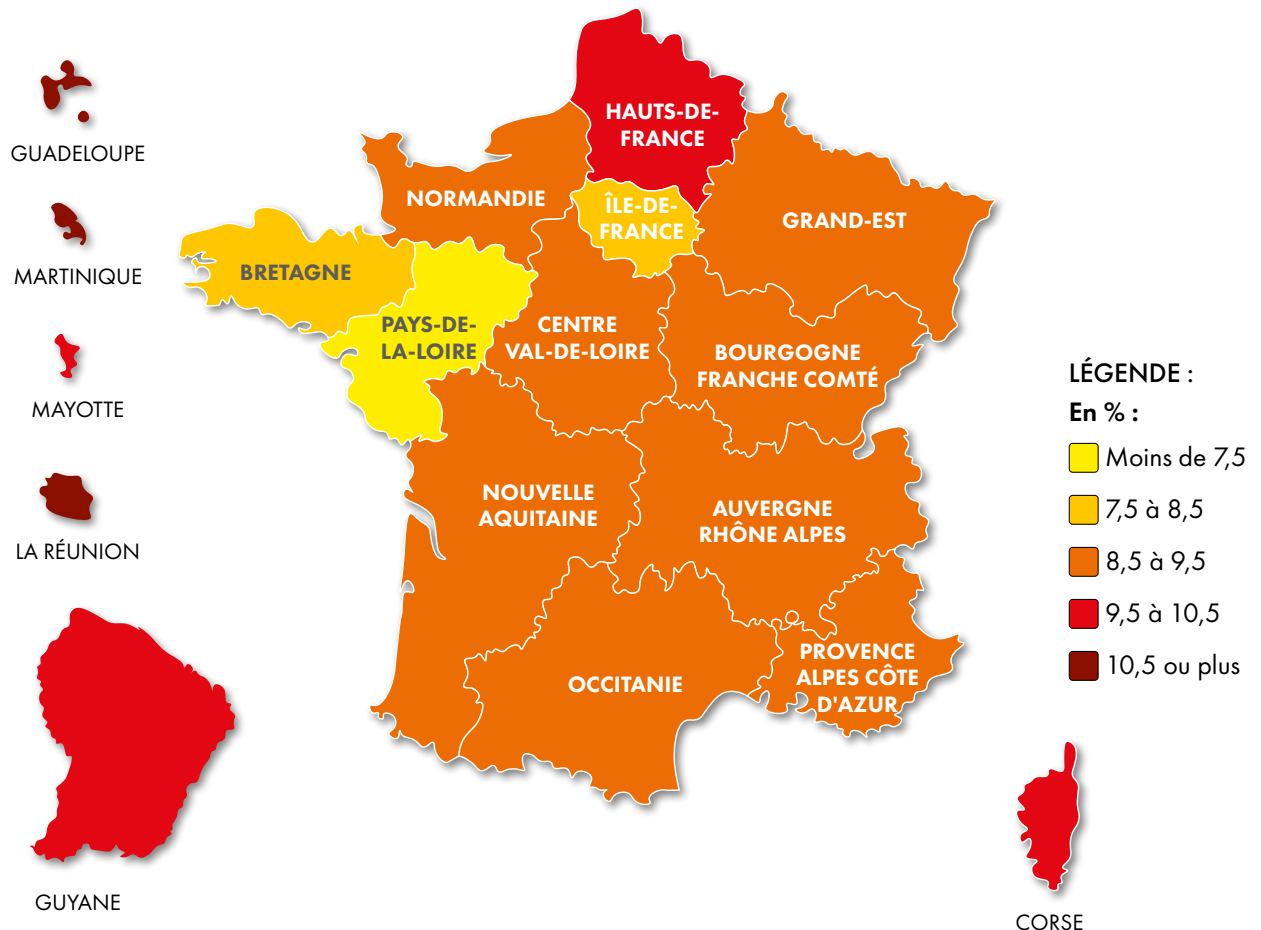 GUADELOUPE
MARTINIQUE
MAYOTTE
LA RÉUNION
GUYANE
HAUTS-DE-
FRANCE
NORMANDIE
ÎLE-DE-
FRANCE
GRAND-EST
BRETAGNE
PAYS-DE-
LA-LOIRE
CENTRE
VAL-DE-LOIRE
BOURGOGNE
FRANCHE COMTÉ
NOUVELLE
AQUITAINE
AUVERGNE
RHÔNE ALPES
OCCITANIE
PROVENCE
ALPES CÔTE
D'AZUR
CORSE
LÉGENDE :
En % :
Moins de 7,5
7,5 à 8,5
8,5 à 9,5
9,5 à 10,5
10,5 ou plus